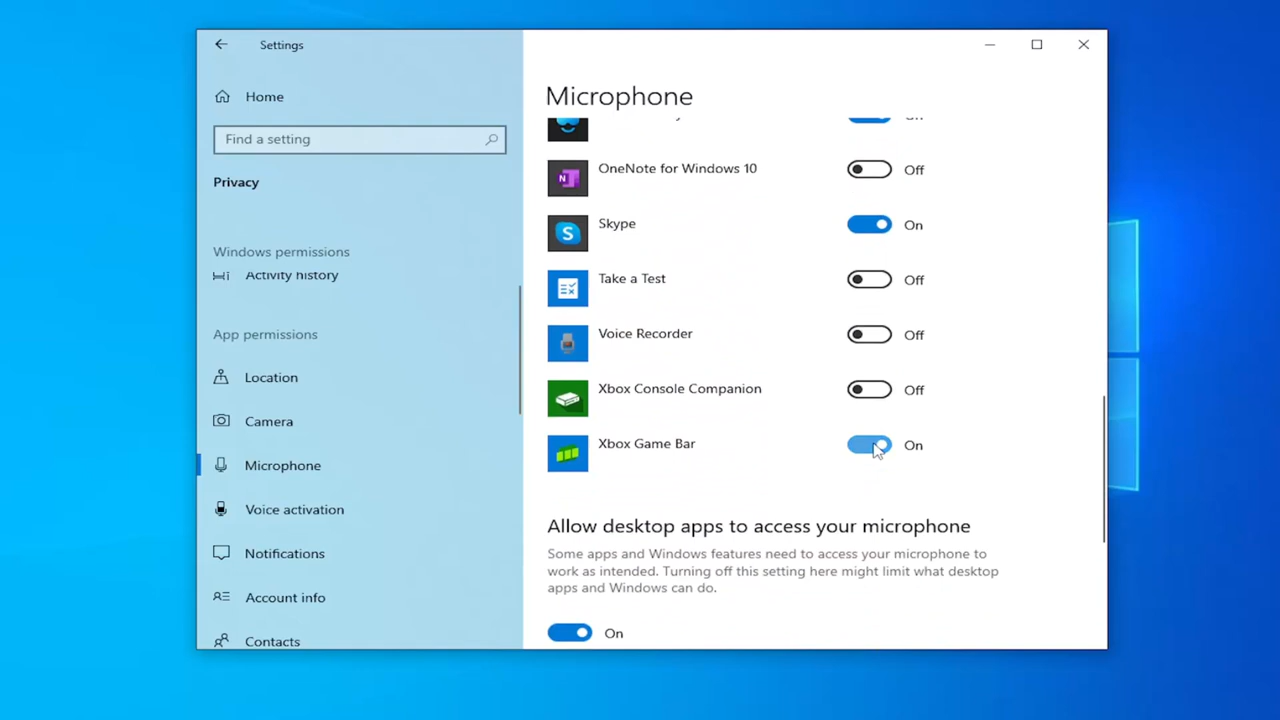 Settings
Home
Find a setting
Privacy
Windows permissions
Activity history
App permissions
Location
Camera
Microphone
Voice activation
Notifications
Account info
Contacts
Microphone
OneNote for Windows 10 Off
Skype On
Take a Test Off
Voice Recorder Off
Xbox Console Companion Off
Xbox Game Bar On
Allow desktop apps to access your microphone
Some apps and Windows features need to access your microphone to
work as intended. Turning off this setting here might limit what desktop
apps and Windows can do.
On